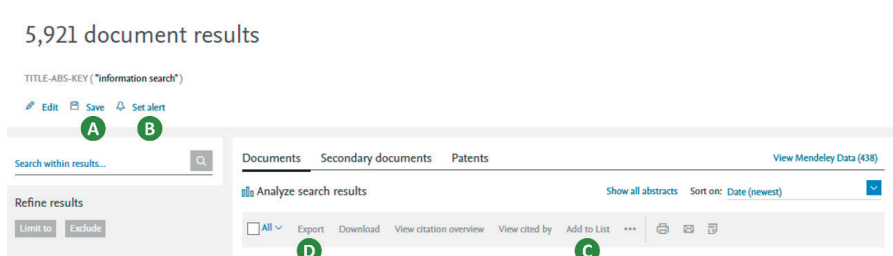 5,921 document results
TITLE-ABS-KEY ( "information search" )
Edit Save Set alert
A B
Search within results...
Documents Secondary documents Patents View Mendeley Data (438)
Analyze search results Show all abstracts Sort on: Date (newest)
Refine results
Limit to Exclude
All Export Download View citation overview View cited by Add to List •••
D C